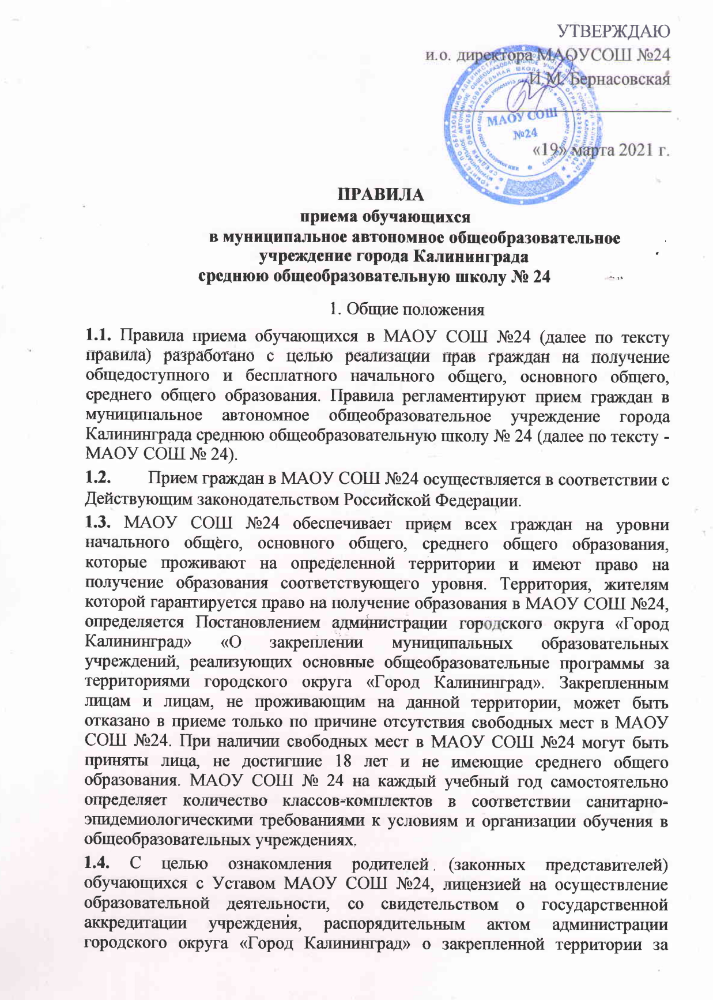 УТВЕРЖДАЮ
и.о. директора МАОУСОШ №24
И.М. Бернасовская
МАОУ СОШ
№24
«19» марта 2021 г.
ПРАВИЛА
приема обучающихся
в муниципальное автономное общеобразовательное
учреждение города Калининграда
среднюю общеобразовательную школу № 24
1. Общие положения
1.1. Правила приема обучающихся в МАОУ СОШ №24 (далее по тексту
правила) разработано с целью реализации прав граждан на получение
общедоступного и бесплатного начального общего, основного общего,
среднего общего образования. Правила регламентируют прием граждан в
муниципальное автономное общеобразовательное учреждение города
Калининграда среднюю общеобразовательную школу № 24 (далее по тексту -
МАОУ СОШ № 24).
1.2. Прием граждан в МАОУ СОШ №24 осуществляется в соответствии с
Действующим законодательством Российской Федерации.
1.3. МАОУ СОШ №24 обеспечивает прием всех граждан на уровни
начального общего, основного общего, среднего общего образования,
которые проживают на определенной территории и имеют право на
получение образования соответствующего уровня. Территория, жителям
которой гарантируется право на получение образования в МАОУ СОШ №24,
определяется Постановлением администрации городского округа «Город
Калининград» «О закреплении муниципальных образовательных
учреждений, реализующих основные общеобразовательные программы за
территориями городского округа «Город Калининград». Закрепленным
лицам и лицам, не проживающим на данной территории, может быть
отказано в приеме только по причине отсутствия свободных мест в МАОУ
СОШ №24. При наличии свободных мест в МАОУ СОШ №24 могут быть
приняты лица, не достигшие 18 лет и не имеющие среднего общего
образования. МАОУ СОШ № 24 на каждый учебный год самостоятельно
определяет количество классов-комплектов в соответствии санитарно-
эпидемиологическими требованиями к условиям и организации обучения в
общеобразовательных учреждениях.
1.4. С целью ознакомления родителей (законных представителей)
обучающихся с Уставом МАОУ СОШ №24, лицензией на осуществление
образовательной деятельности, со свидетельством о государственной
аккредитации учреждения, распорядительным актом администрации
городского округа «Город Калининград» о закрепленной территории за